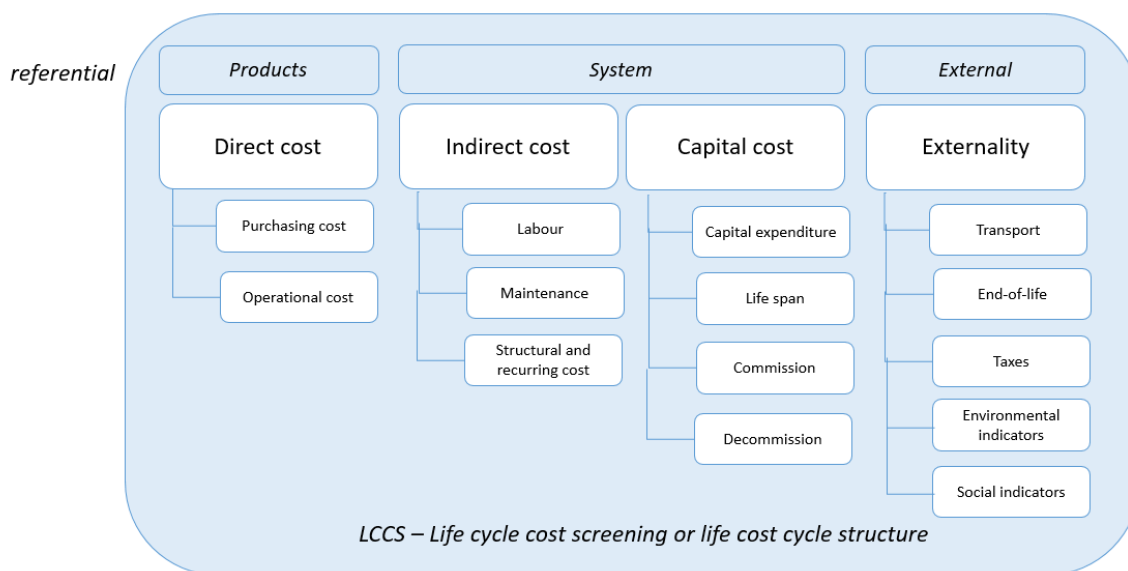 referential
Products
System
External
Direct cost
Indirect cost
Capital cost
Externality
Purchasing cost
Operational cost
Labour
Maintenance
Structural and
recurring cost
Capital expenditure
Life span
Commission
Decommission
Transport
End-of-life
Taxes
Environmental
indicators
Social indicators
LCCS – Life cycle cost screening or life cost cycle structure